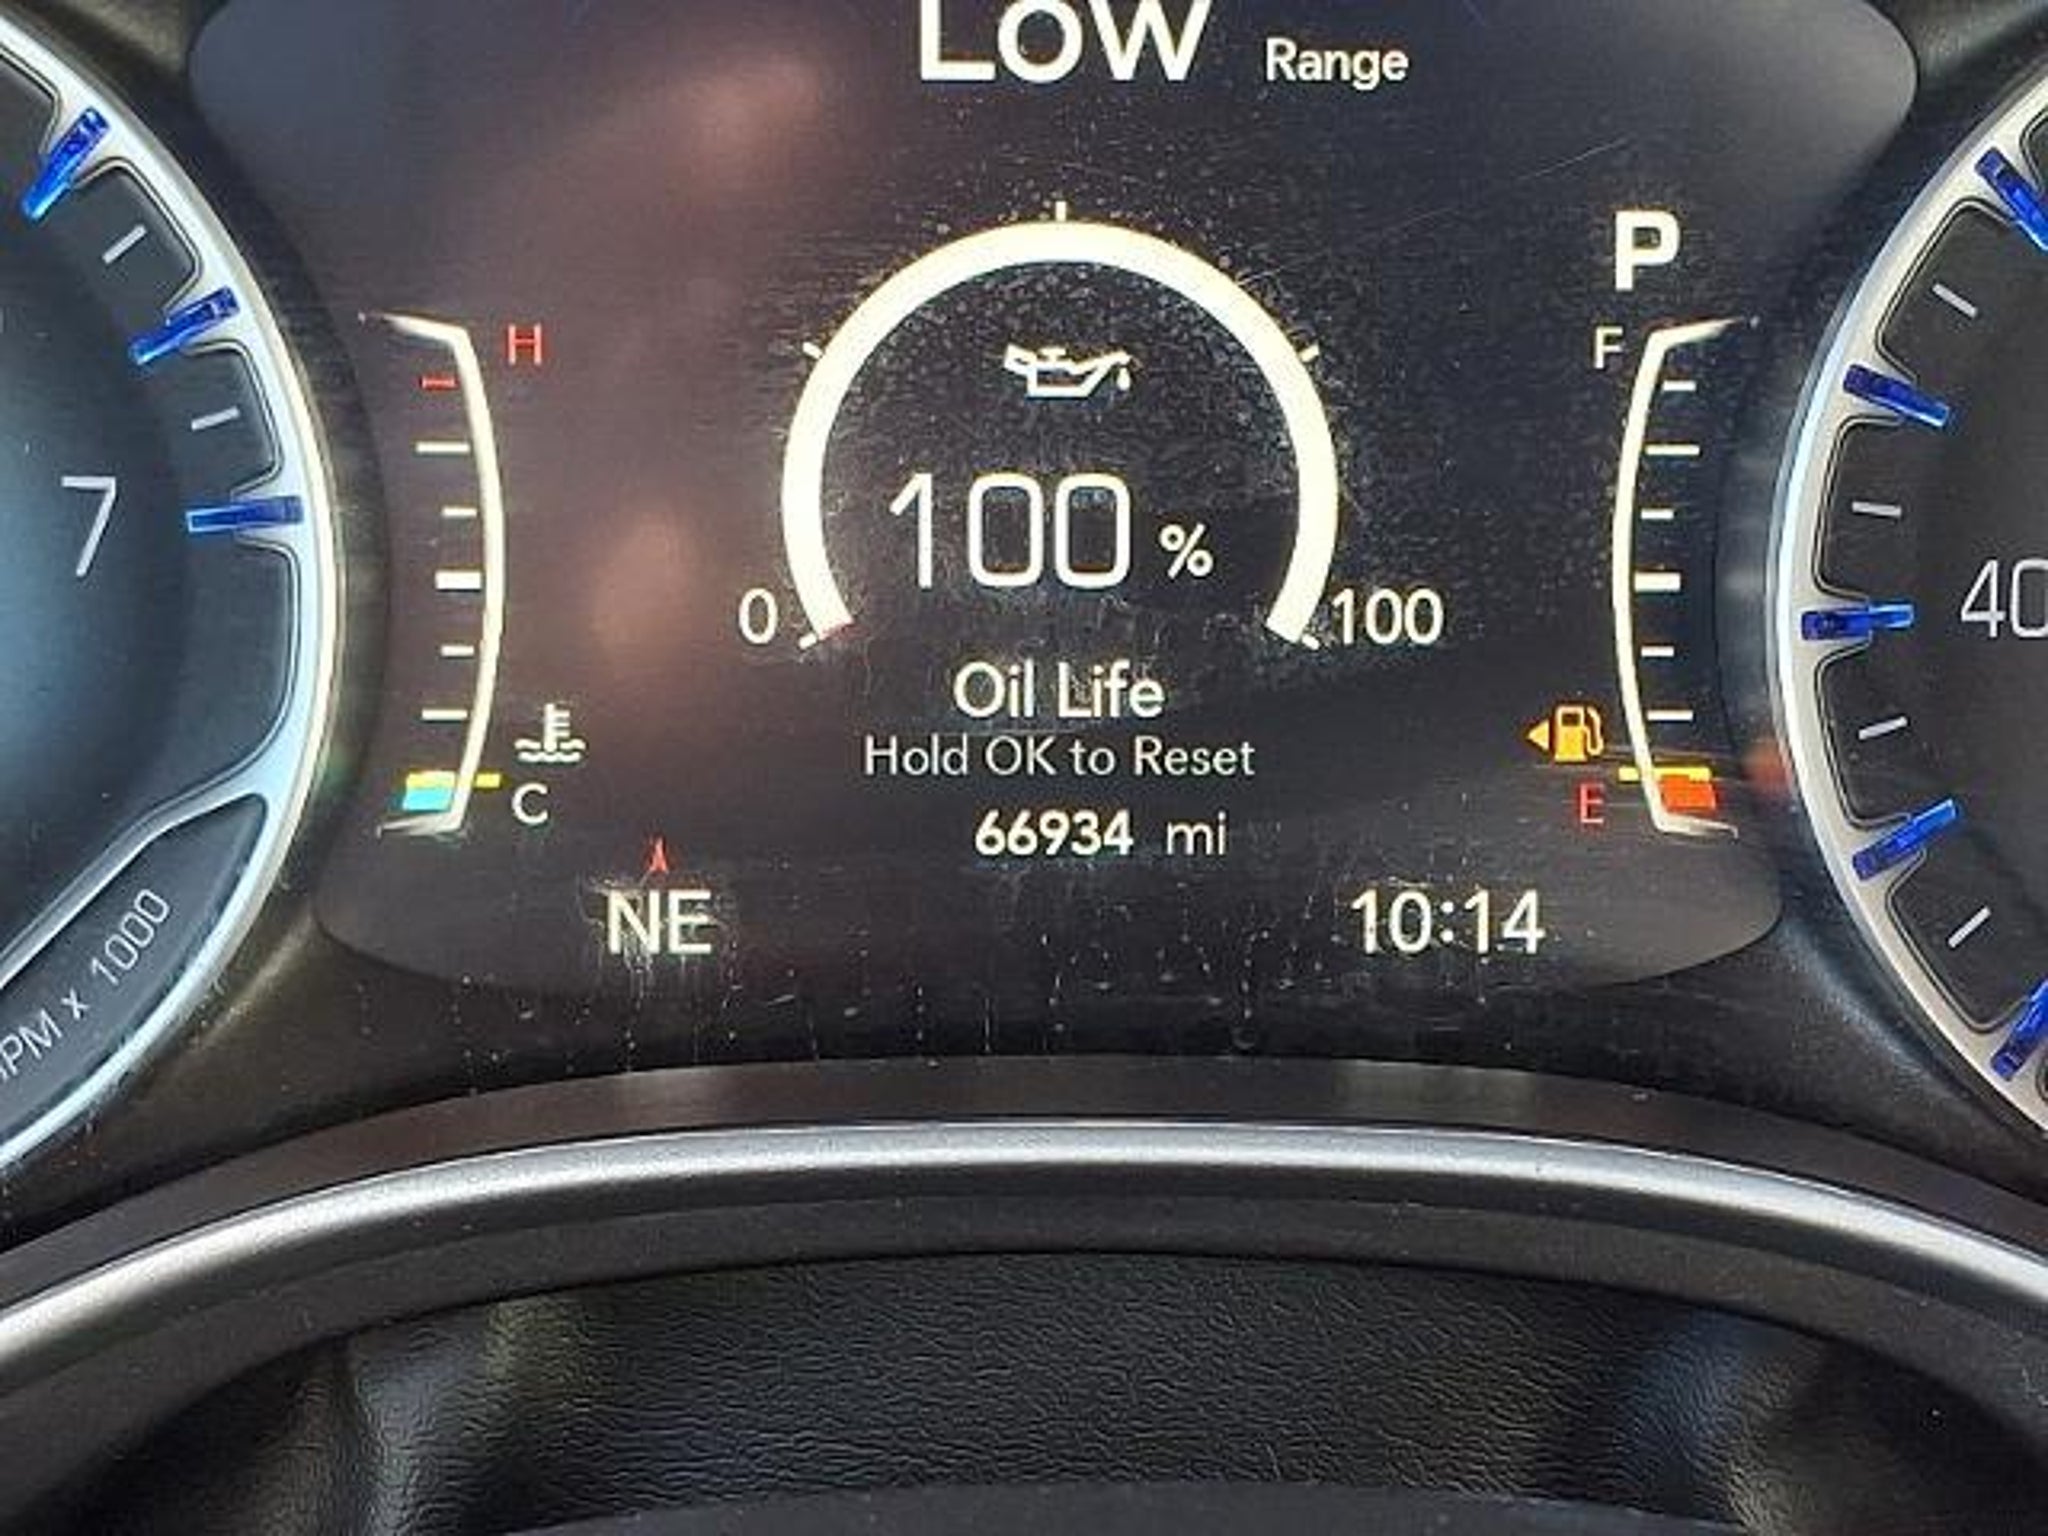 LOW Range
P
H
F
7
100 %
40
0
100
Oil Life
Hold OK to Reset
C
E
66934 mi
NE
10:14
PM x 1000